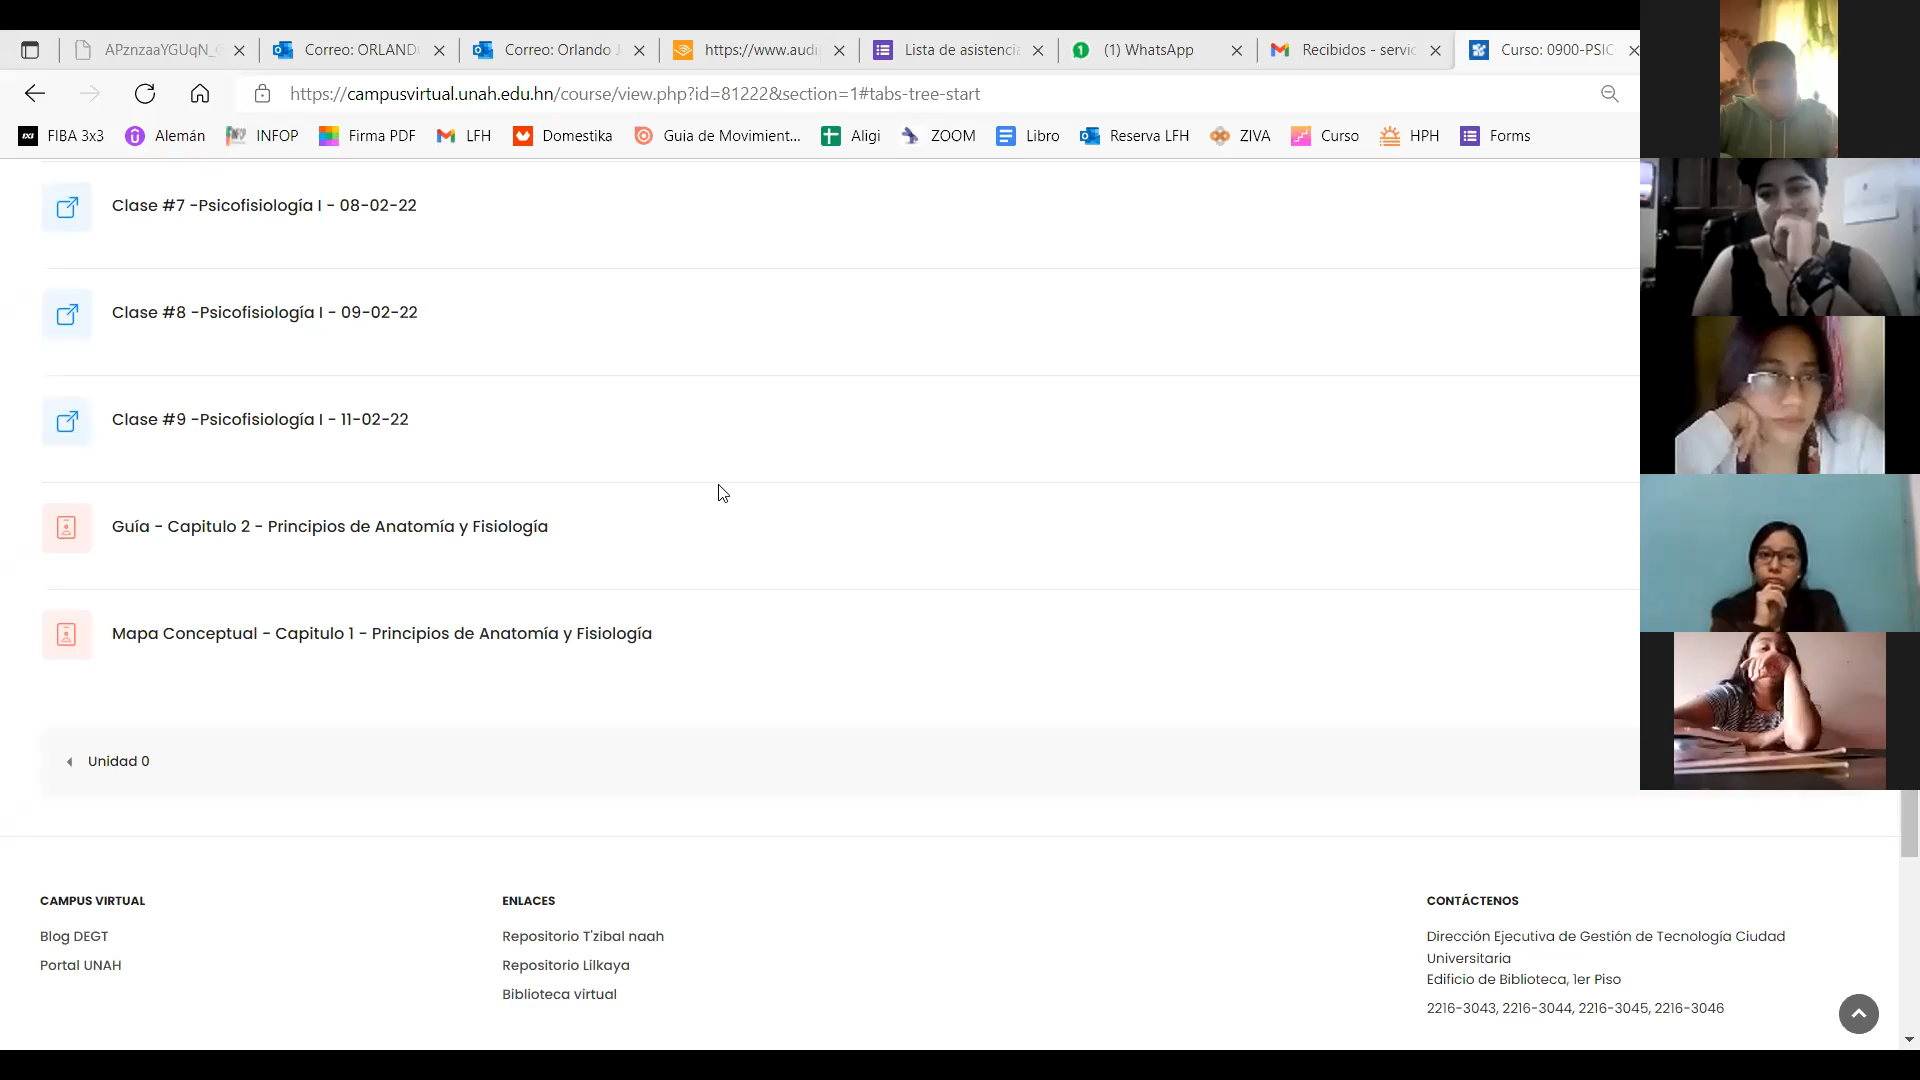 APznzaaYGUqN_
Correo: ORLAND
Correo: Orlando J
https://www.audi
Lista de asistencia
(1) WhatsApp
Recibidos - servic
Curso: 0900-PSIC
https://campusvirtual.unah.edu.hn/course/view.php?id=81222&section=1#tabs-tree-start
FIBA 3x3
Alemán
INFOP
Firma PDF
LFH
Domestika
Guia de Movimient...
Aligi
ZOOM
Libro
Reserva LFH
ZIVA
Curso
HPH
Forms
Clase #7 -Psicofisiología I - 08-02-22
Clase #8 -Psicofisiología I - 09-02-22
Clase #9 -Psicofisiología I - 11-02-22
Guía - Capitulo 2 - Principios de Anatomía y Fisiología
Mapa Conceptual - Capitulo 1 - Principios de Anatomía y Fisiología
Unidad 0
CAMPUS VIRTUAL
Blog DEGT
Portal UNAH
ENLACES
Repositorio T'zibal naah
Repositorio Lilkaya
Biblioteca virtual
CONTÁCTENOS
Dirección Ejecutiva de Gestión de Tecnología Ciudad
Universitaria
Edificio de Biblioteca, 1er Piso
2216-3043, 2216-3044, 2216-3045, 2216-3046